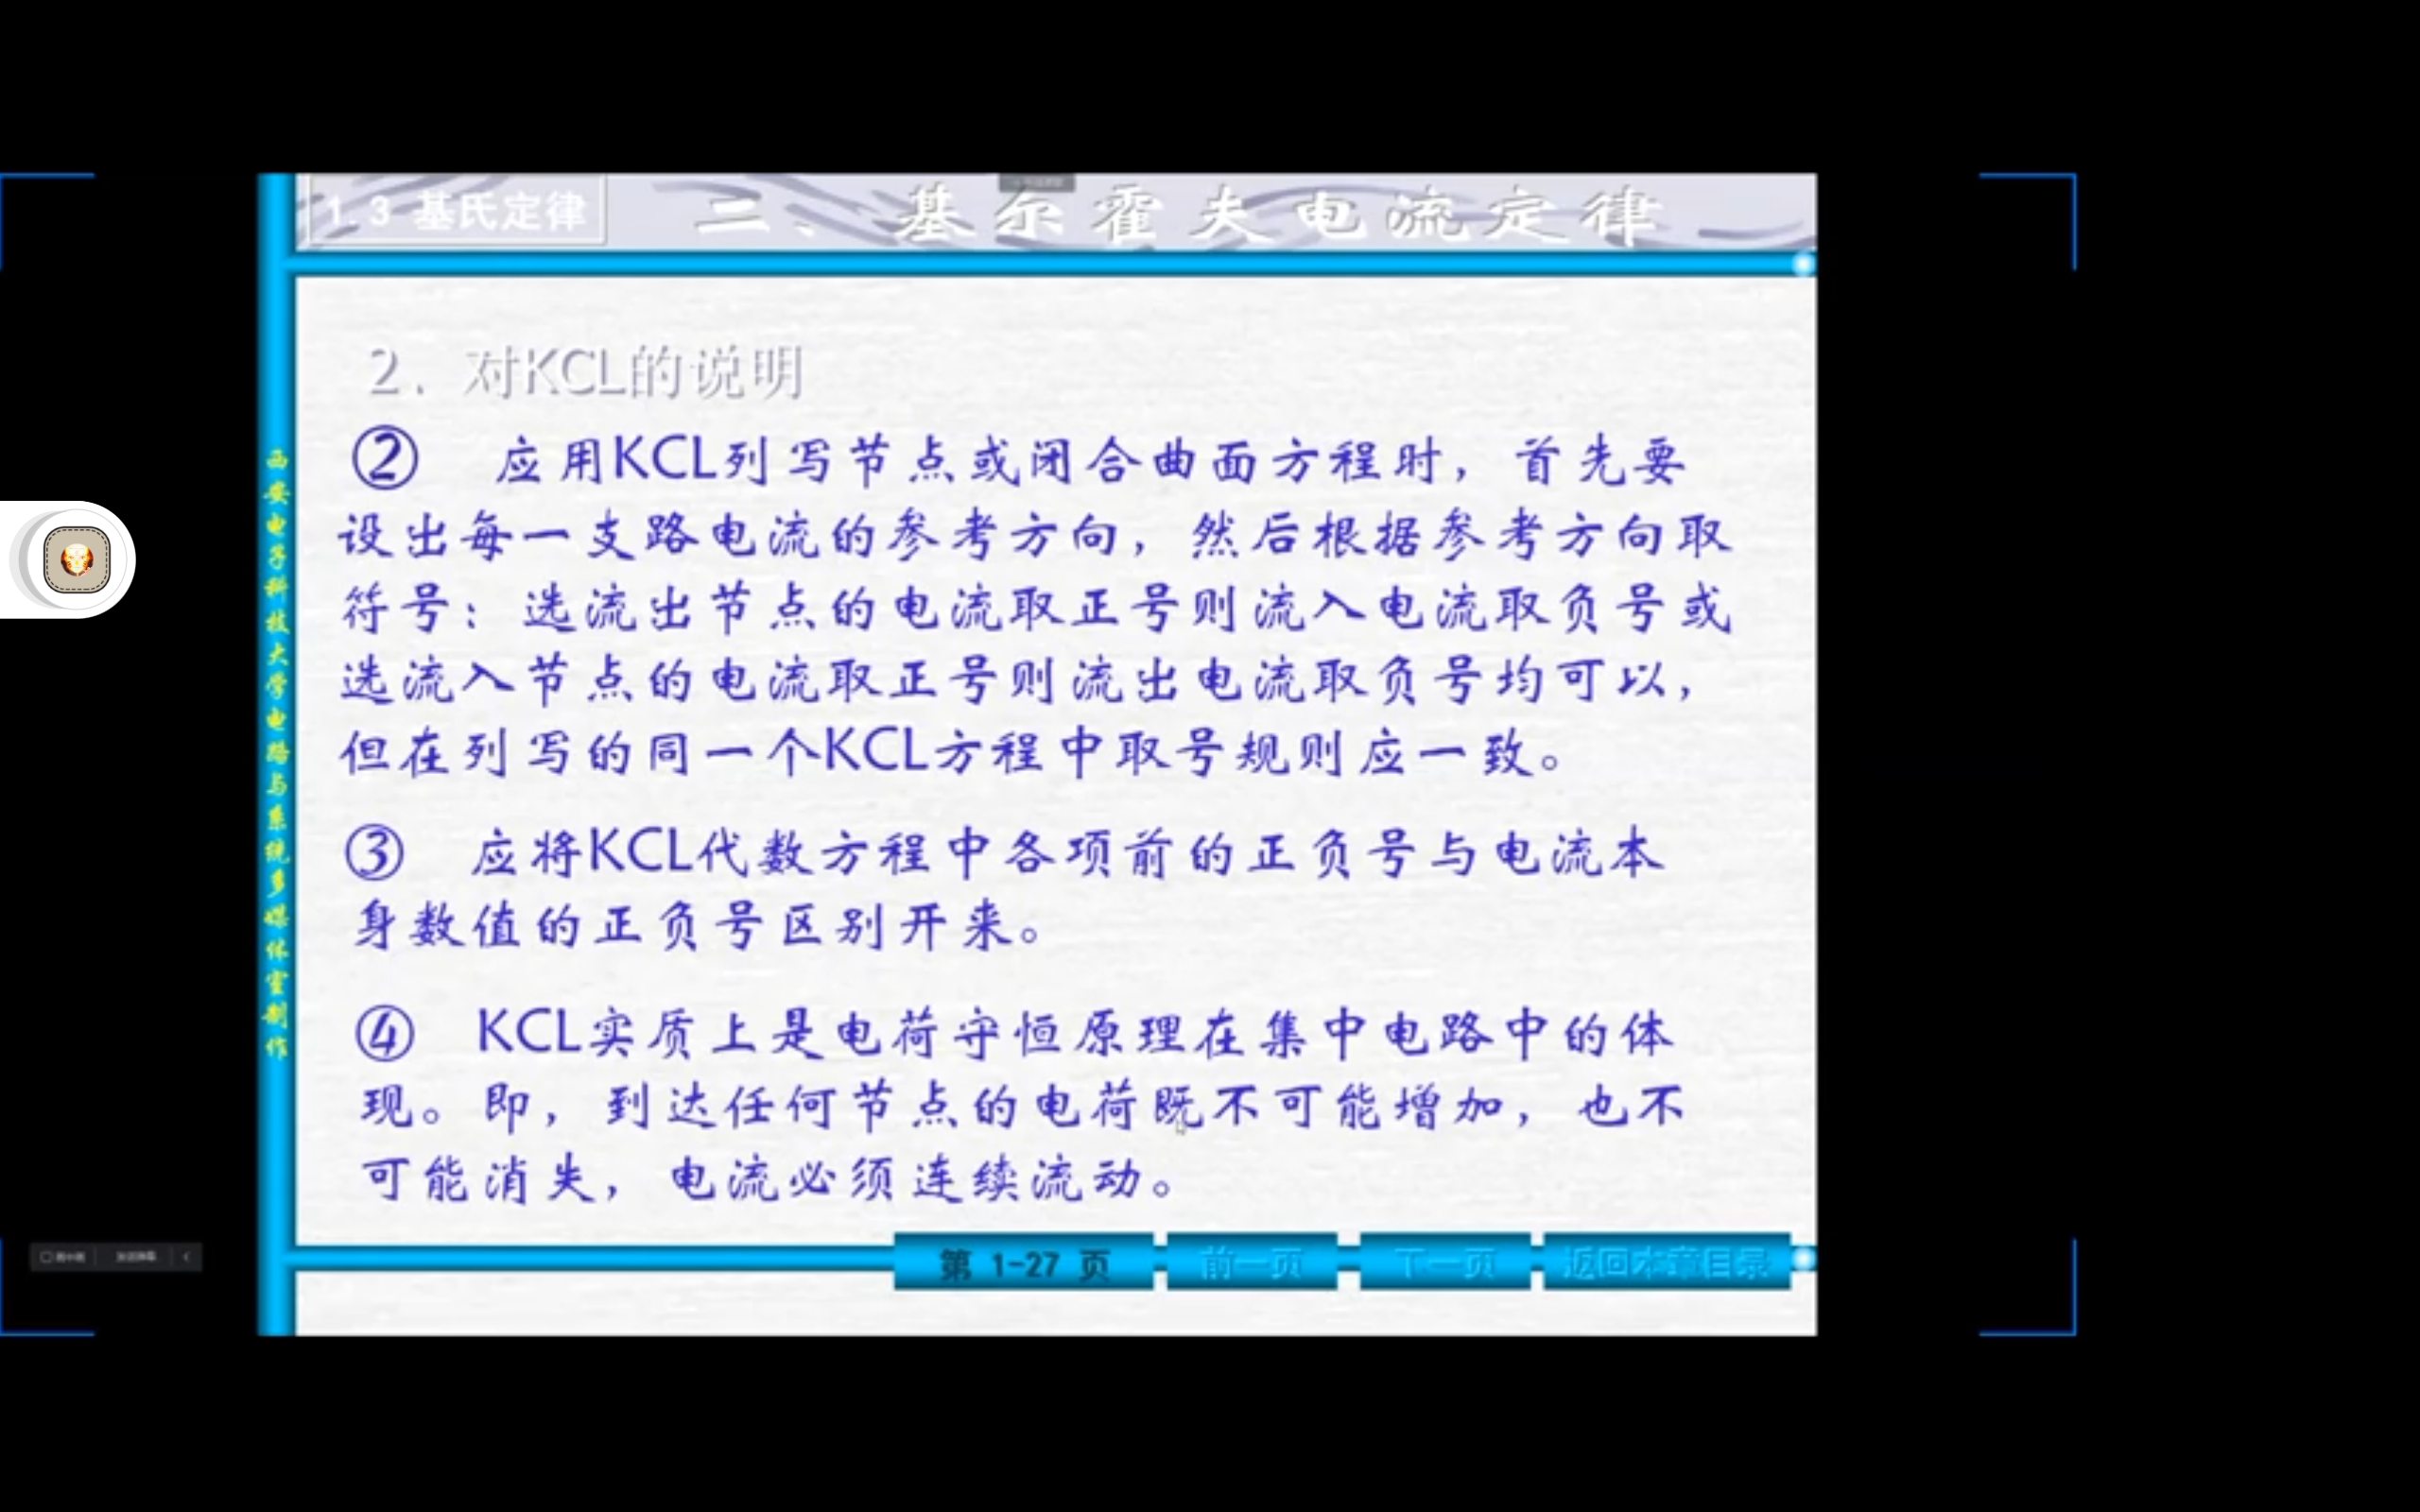 1.3 基氏定律
二、基尔霍夫电流定律
2. 对KCL的说明
② 应用KCL列写节点或闭合曲面方程时，首先要
设出每一支路电流的参考方向，然后根据参考方向取
符号：选流出节点的电流取正号则流入电流取负号或
选流入节点的电流取正号则流出电流取负号均可以，
但在列写的同一个KCL方程中取号规则应一致。
③ 应将KCL代数方程中各项前的正负号与电流本
身数值的正负号区别开来。
④ KCL实质上是电荷守恒原理在集中电路中的体
现。即，到达任何节点的电荷既不可能增加，也不
可能消失，电流必须连续流动。
西安电子科技大学电路与系统多媒体室制作
第 1-27 页
前一页
下一页
返回本章目录